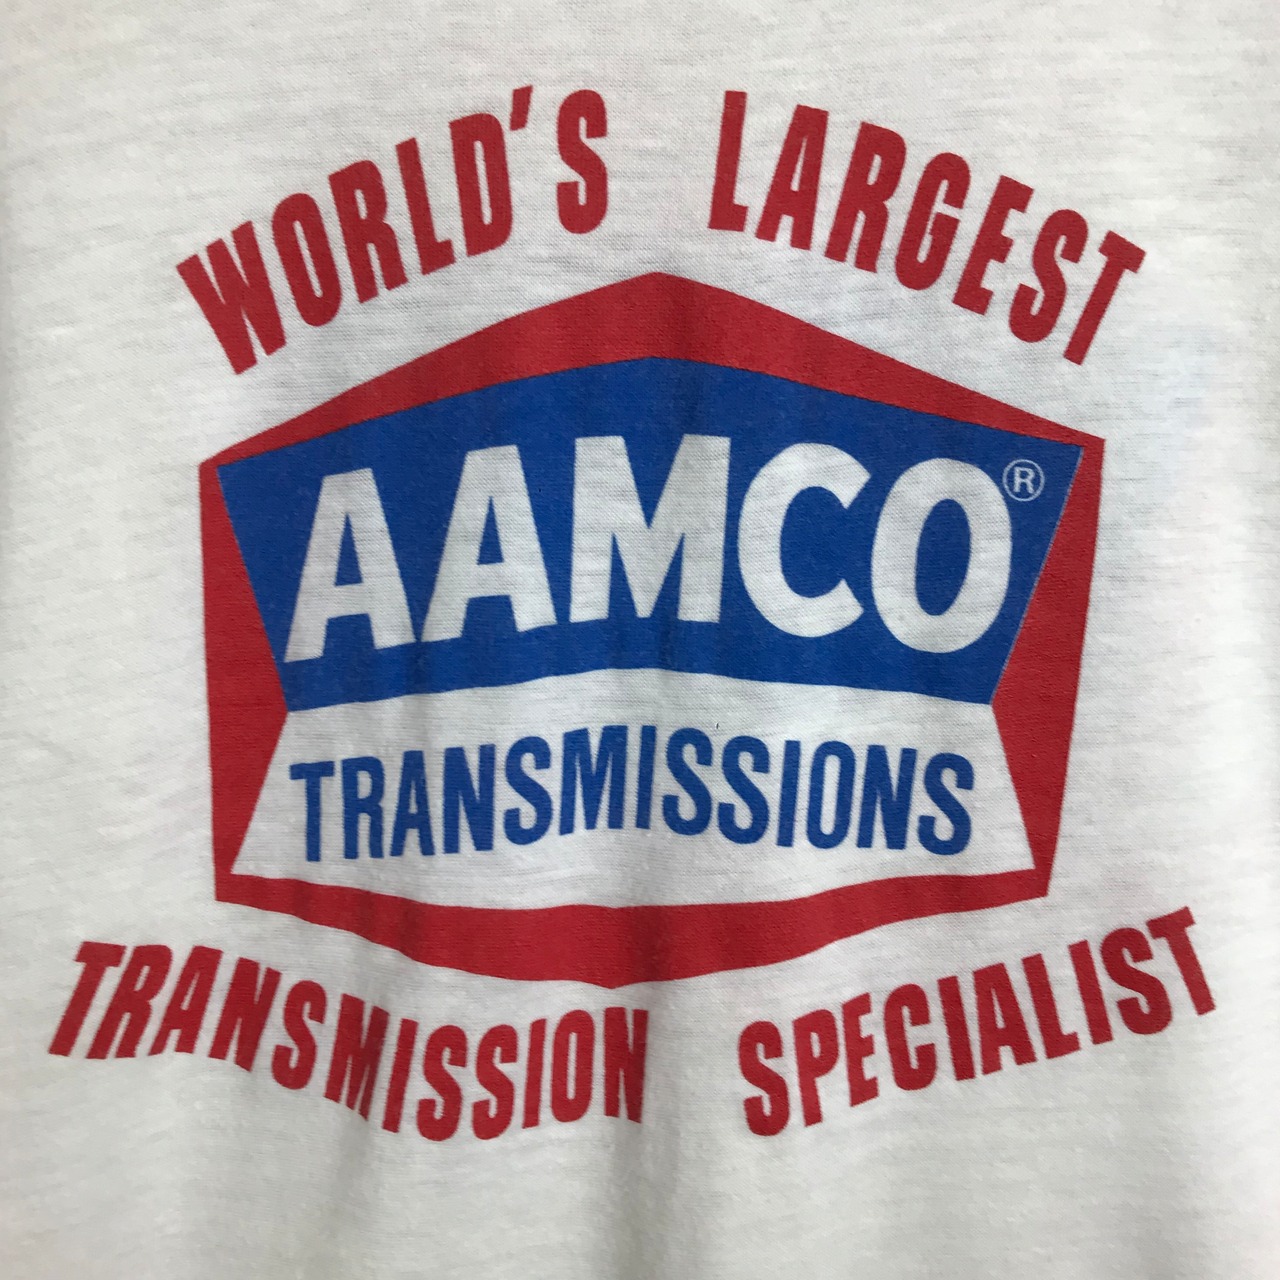 WORLD'S LARGEST
AAMCO®
TRANSMISSIONS
TRANSMISSION SPECIALIST